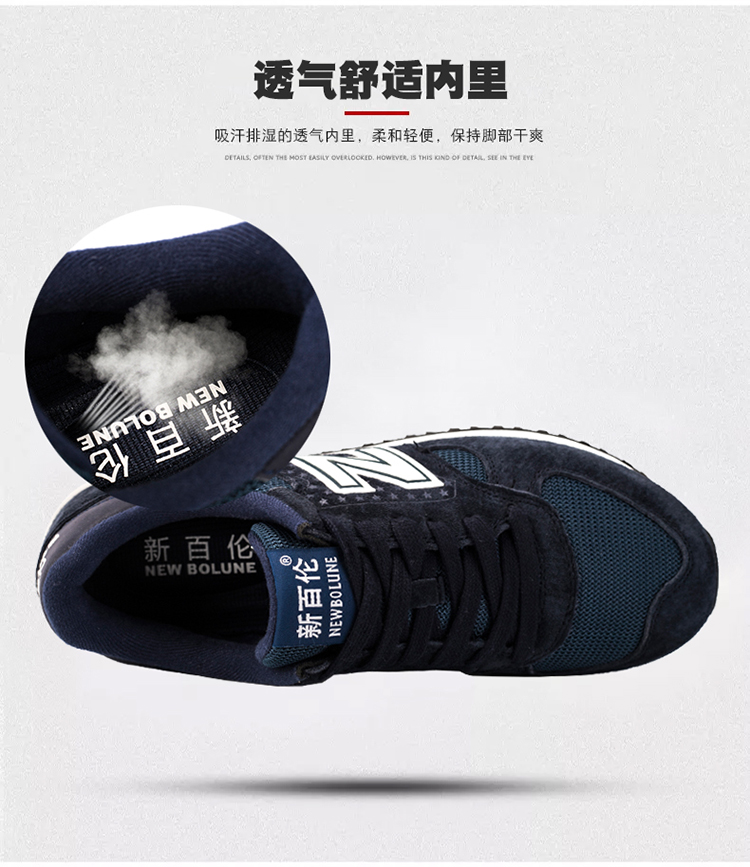 透气舒适内里
吸汗排湿的透气内里，柔和轻便，保持脚部干爽
DETAILS, OFTEN THE MOST EASILY OVERLOOKED. HOWEVER, IS THIS KIND OF DETAIL, SEE IN THE EYE
新百伦
NEW BOLUNE
N
新百伦
NEW BOLUNE
新百伦®
NEWBOLUNE